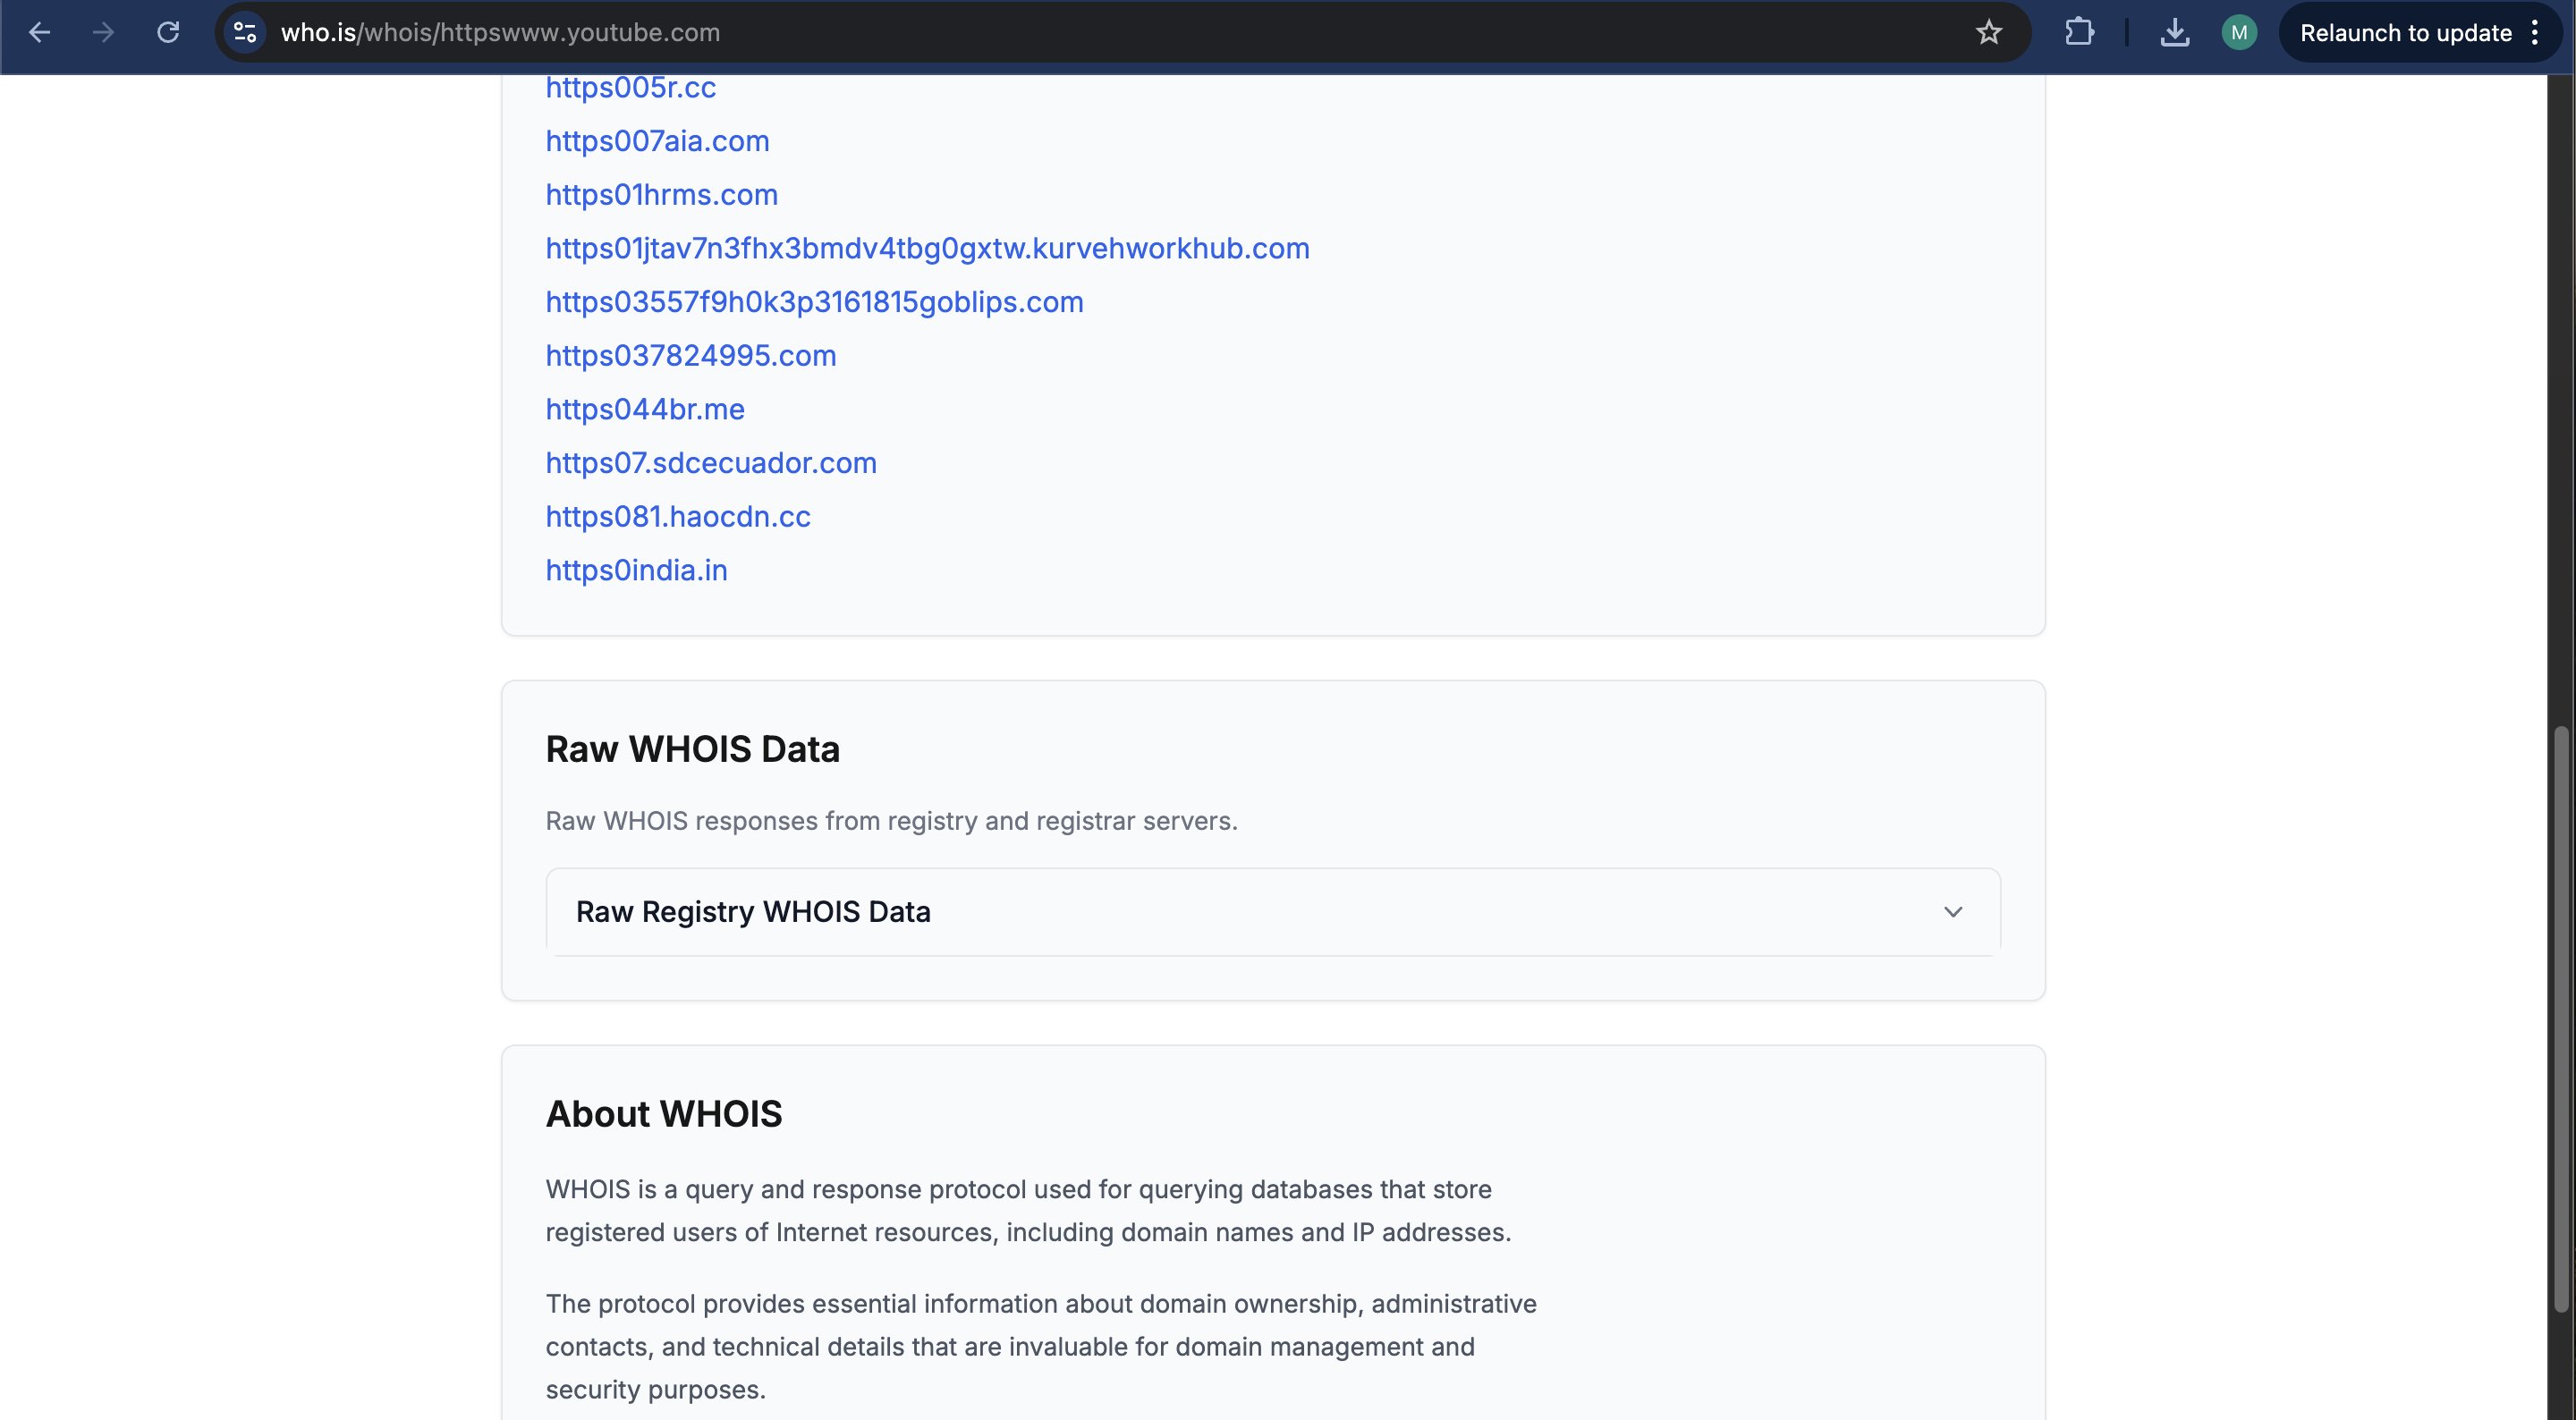 who.is/whois/httpswww.youtube.com
M
Relaunch to update
https005r.cc
https007aia.com
https01hrms.com
https01jtav7n3fhx3bmdv4tbg0gxtw.kurvehworkhub.com
https03557f9h0k3p3161815goblips.com
https037824995.com
https044br.me
https07.sdcecuador.com
https081.haocdn.cc
https0india.in
Raw WHOIS Data
Raw WHOIS responses from registry and registrar servers.
Raw Registry WHOIS Data
About WHOIS
WHOIS is a query and response protocol used for querying databases that store
registered users of Internet resources, including domain names and IP addresses.
The protocol provides essential information about domain ownership, administrative
contacts, and technical details that are invaluable for domain management and
security purposes.